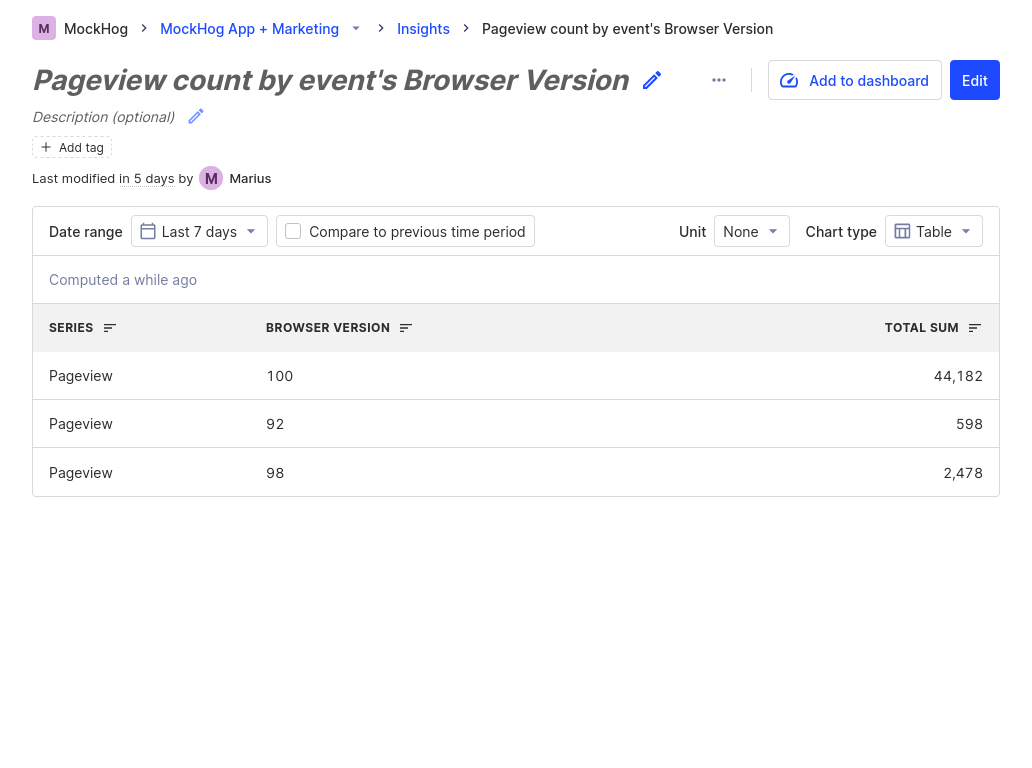 M MockHog MockHog App + Marketing Insights Pageview count by event's Browser Version
Pageview count by event's Browser Version
Add to dashboard
Edit
Description (optional)
Add tag
Last modified in 5 days by M Marius
Date range Last 7 days Compare to previous time period Unit None Chart type Table
Computed a while ago
SERIES BROWSER VERSION TOTAL SUM
Pageview 100 44,182
Pageview 92 598
Pageview 98 2,478